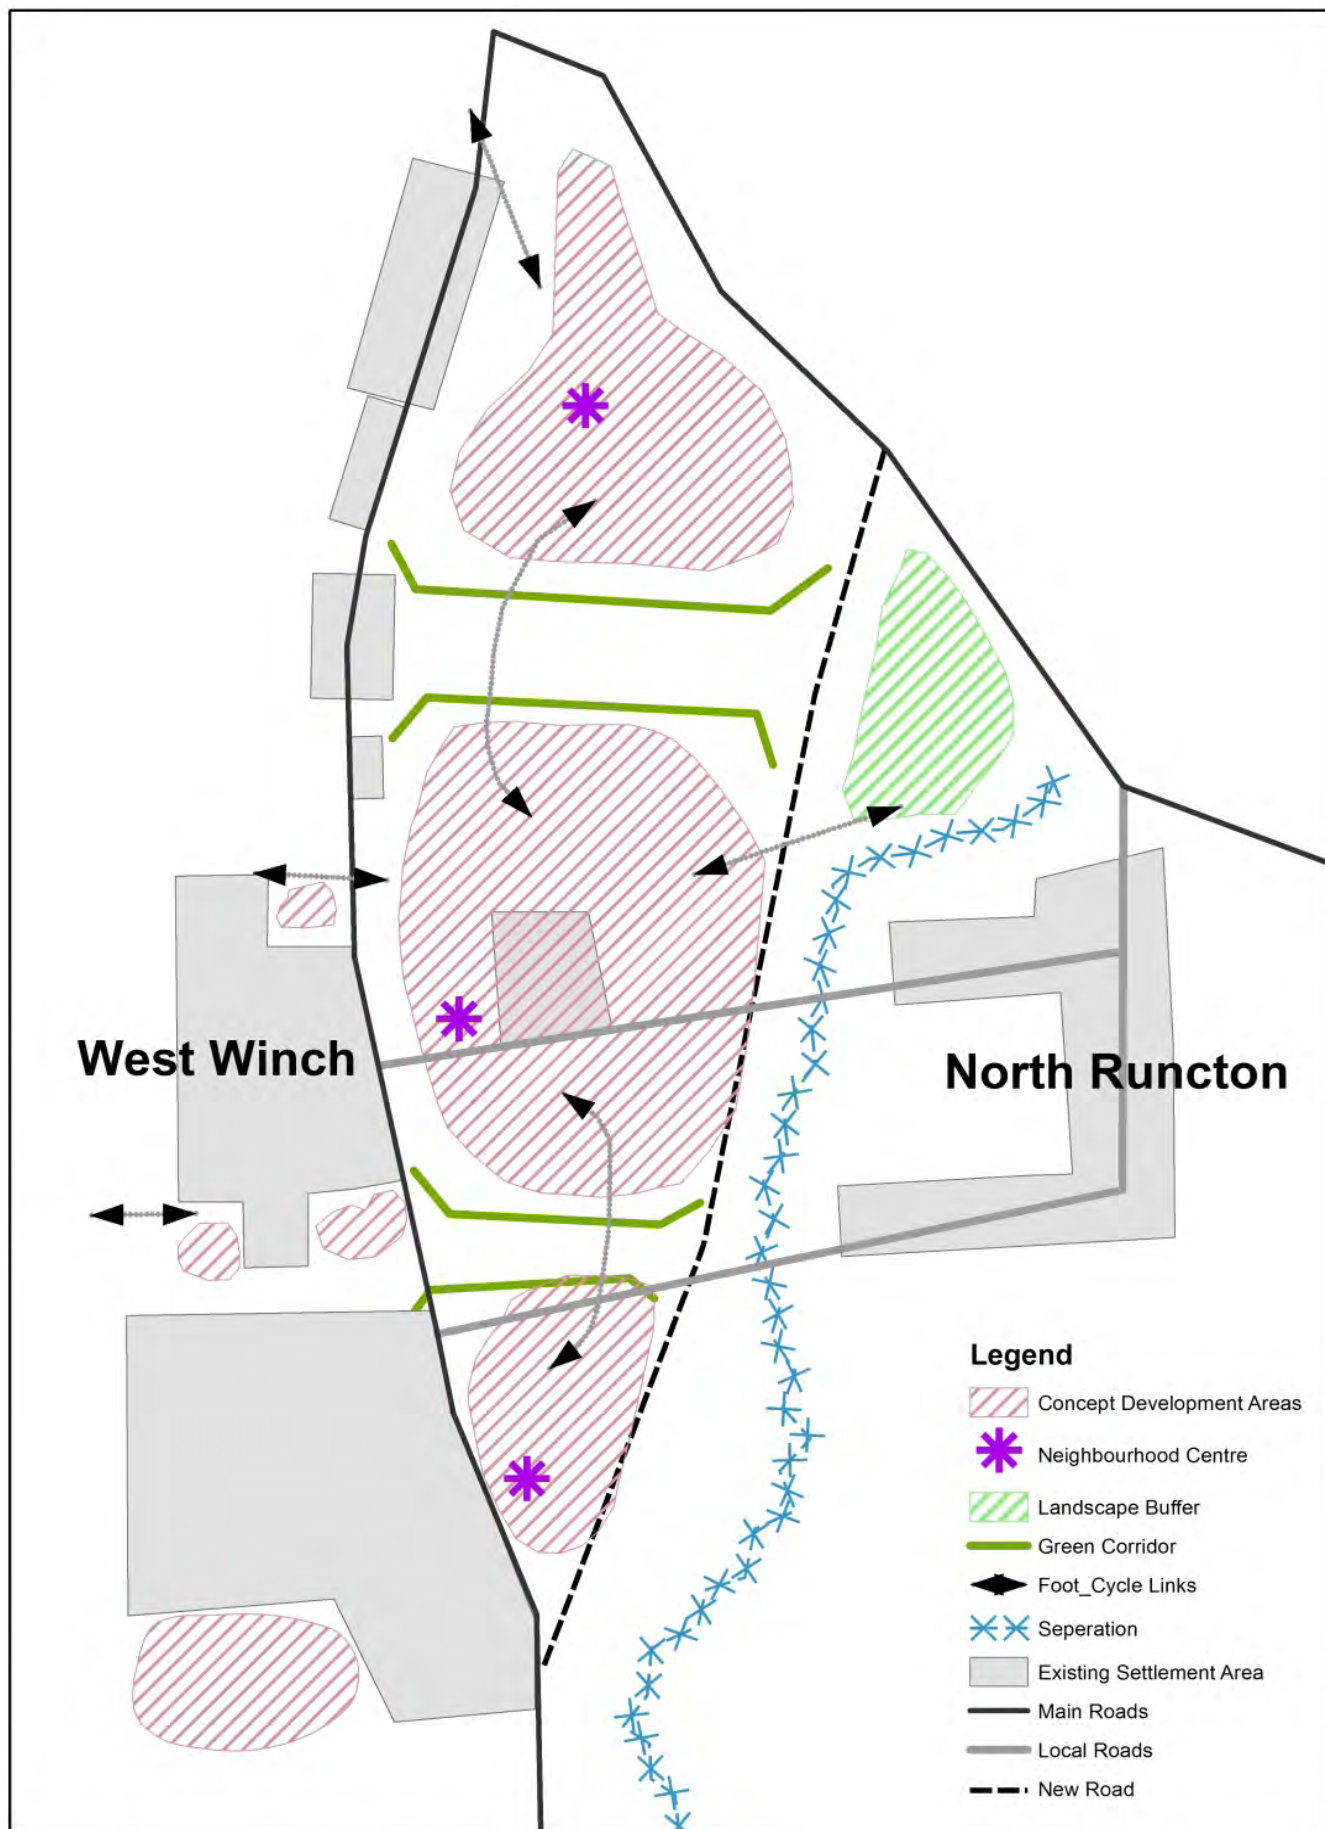 West Winch
North Runcton
Legend
Concept Development Areas
Neighbourhood Centre
Landscape Buffer
Green Corridor
Foot_Cycle Links
Seperation
Existing Settlement Area
Main Roads
Local Roads
New Road